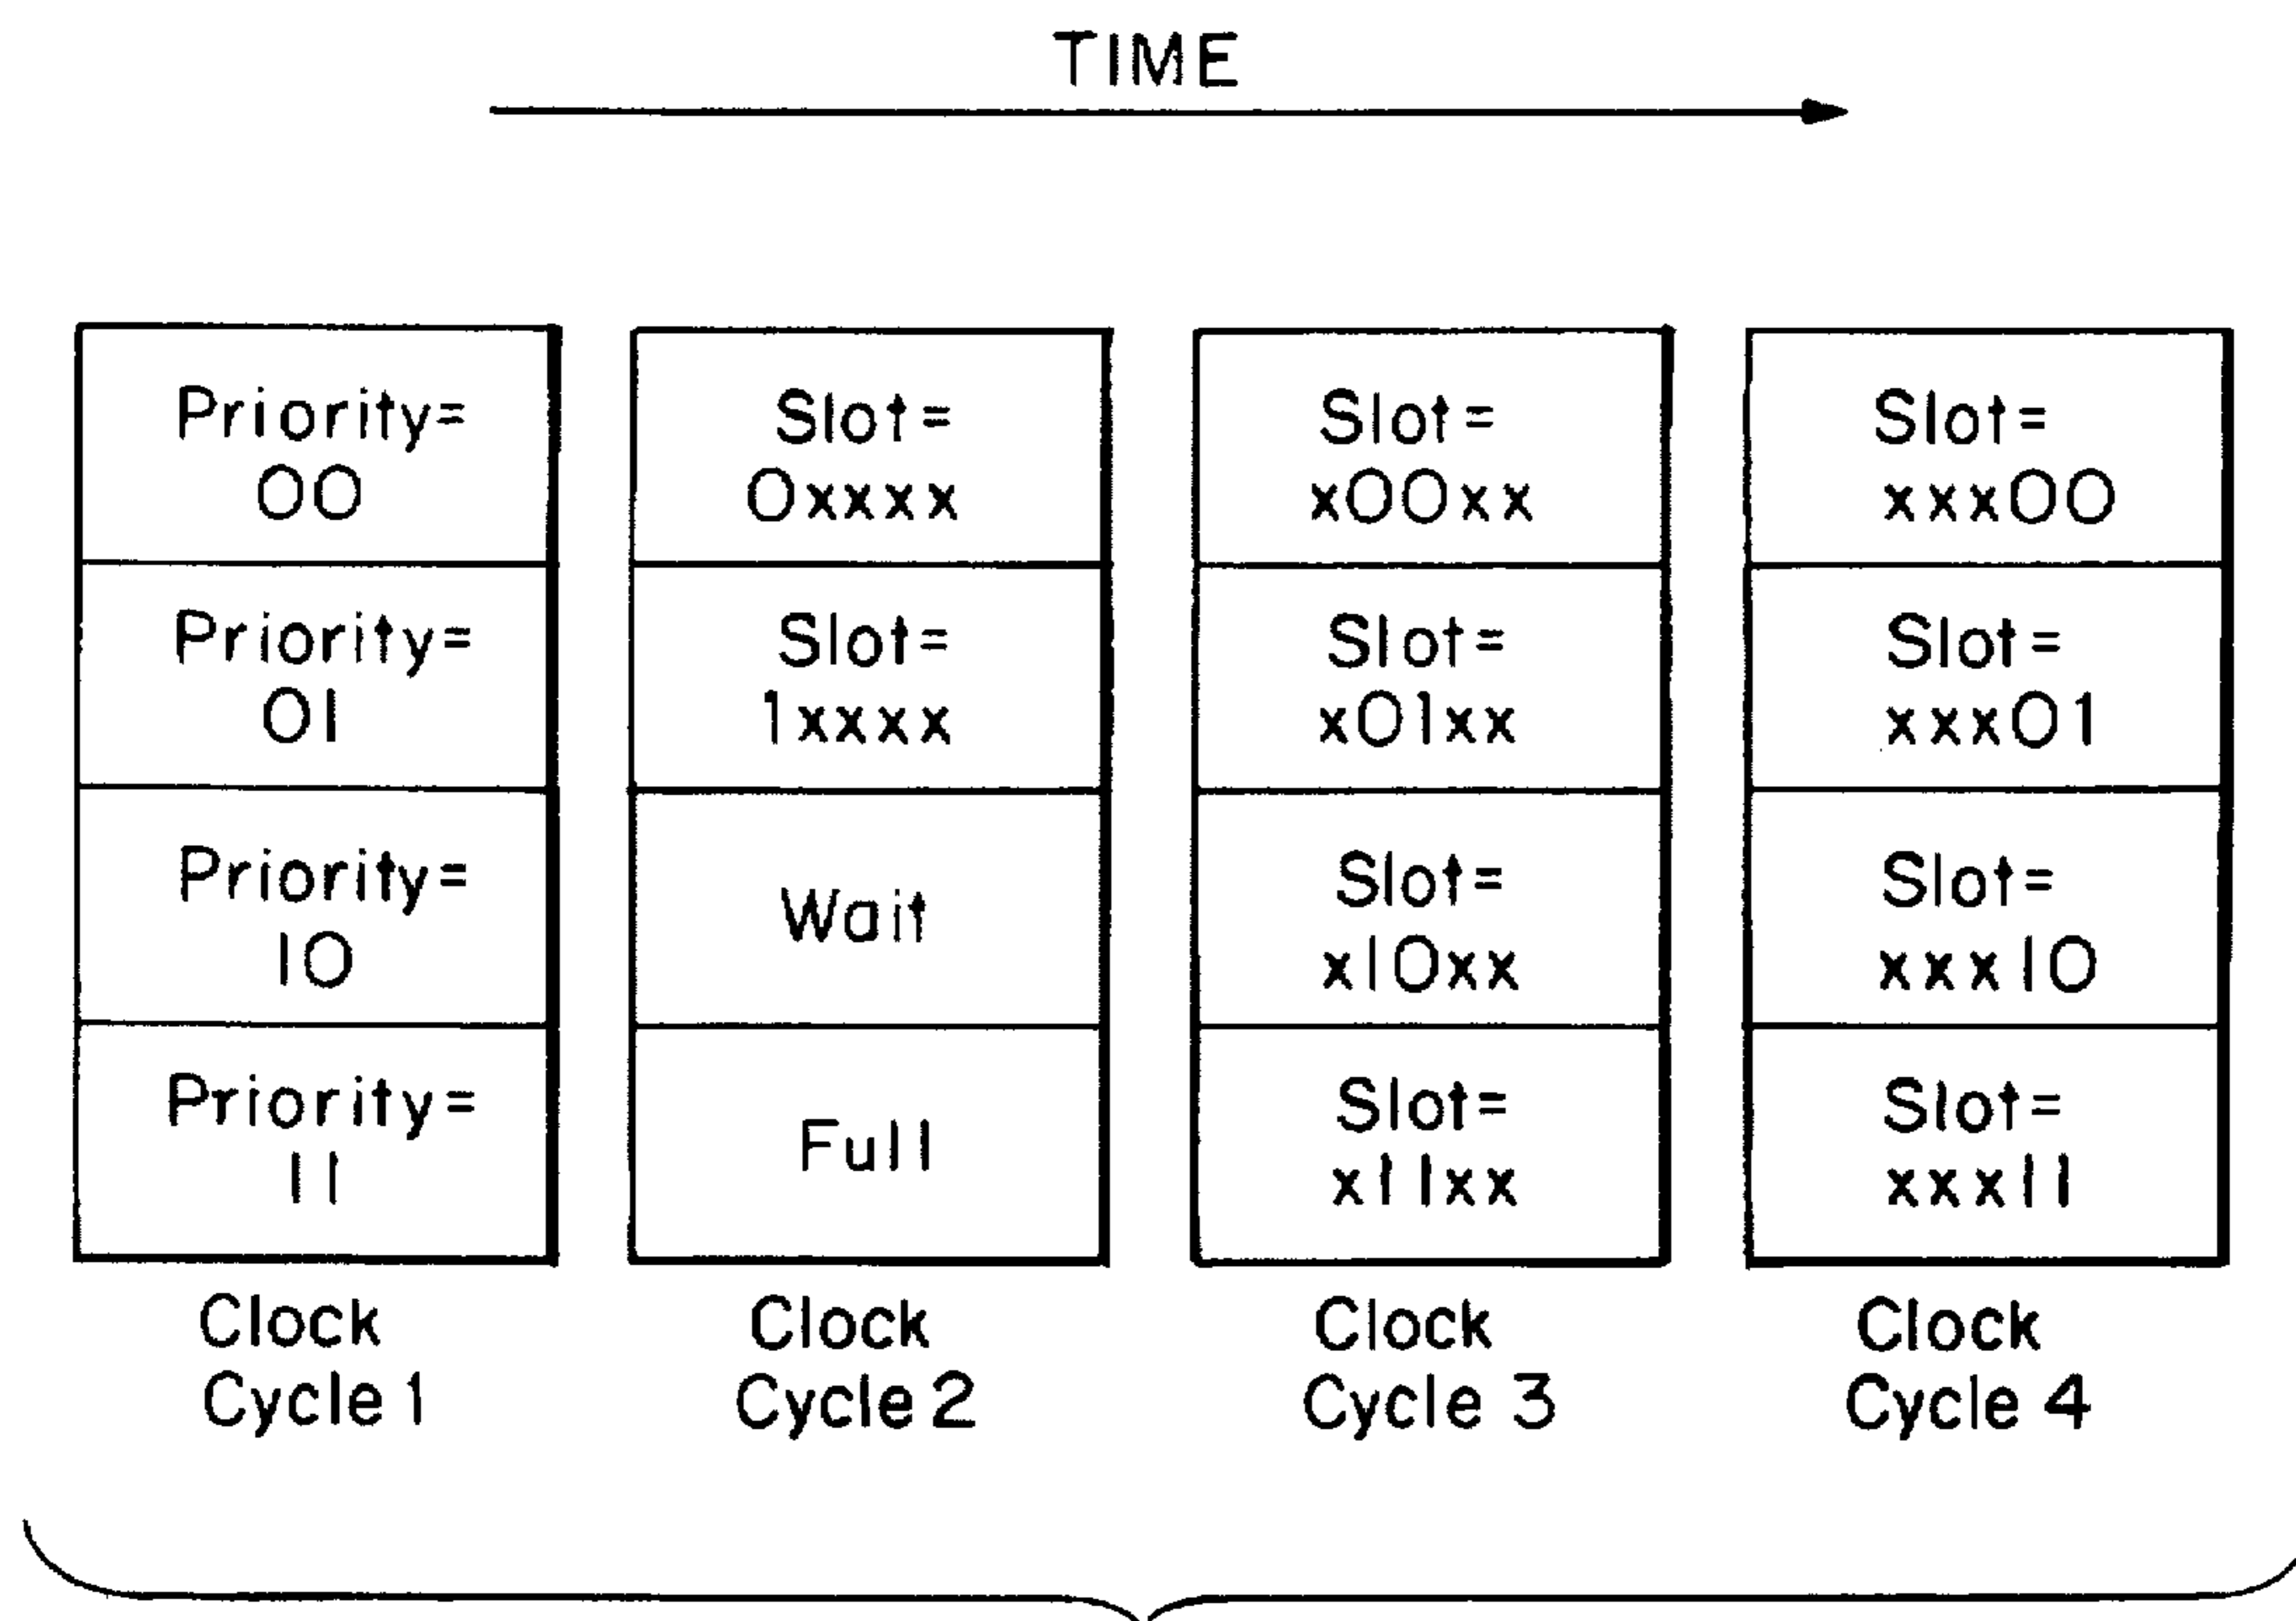 TIME
Priority=
00
Priority=
01
Priority=
10
Priority=
11
Clock
Cycle 1
Slot=
0xxxx
Slot=
1xxxx
Wait
Full
Clock
Cycle 2
Slot=
x00xx
Slot=
x01xx
Slot=
x10xx
Slot=
x11xx
Clock
Cycle 3
Slot=
xxx00
Slot=
xxx01
Slot=
xxx10
Slot=
xxx11
Clock
Cycle 4